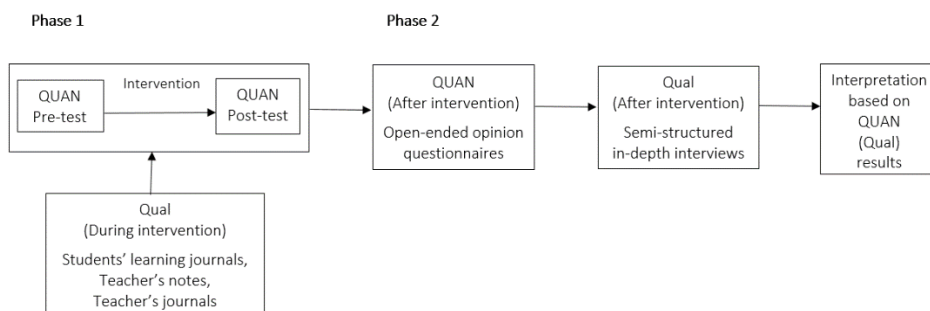 Phase 1
Phase 2
Intervention
QUAN
Pre-test
QUAN
Post-test
Qual
(During intervention)
Students’ learning journals,
Teacher’s notes,
Teacher’s journals
QUAN
(After intervention)
Open-ended opinion
questionnaires
Qual
(After intervention)
Semi-structured
in-depth interviews
Interpretation
based on
QUAN
(Qual)
results